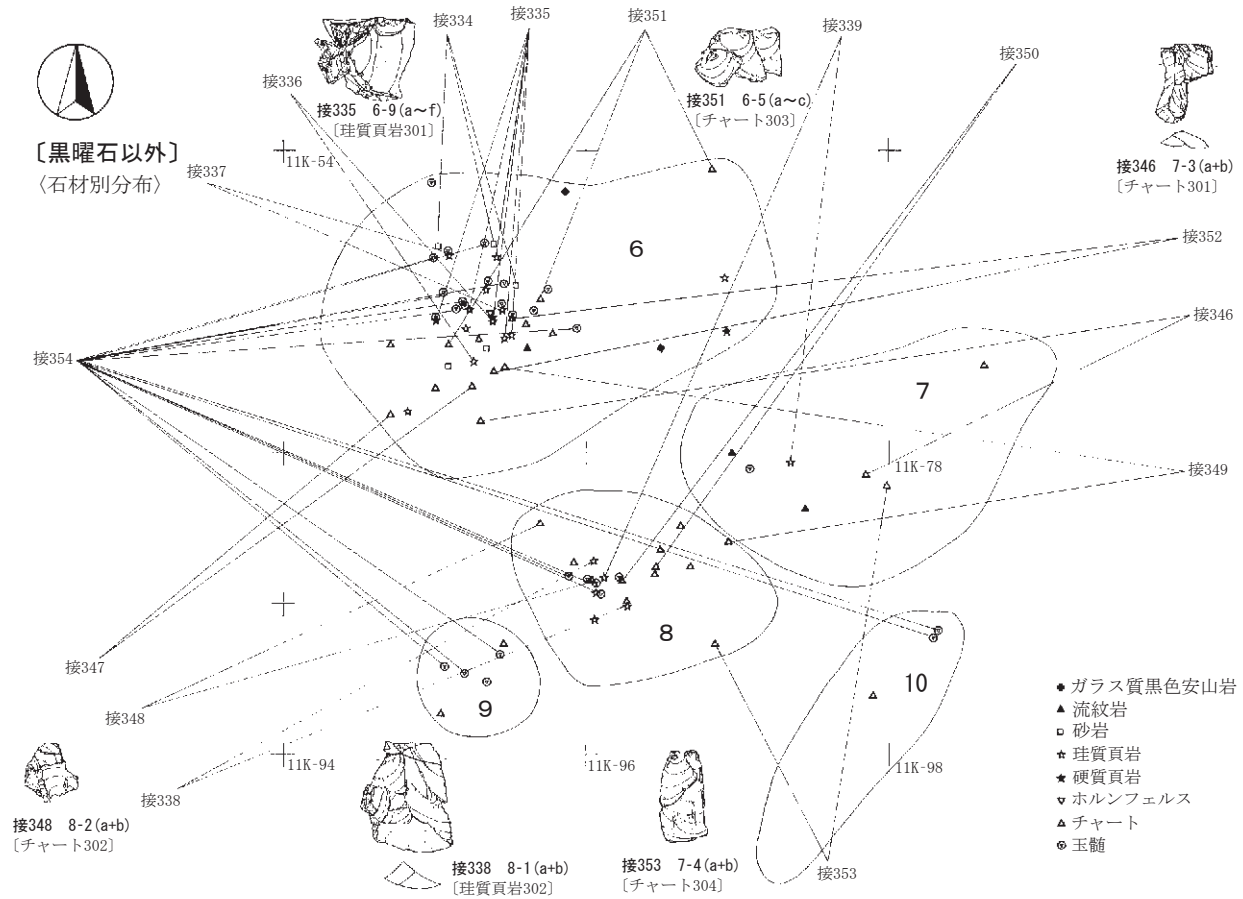 接334
接335
接351
接339
接350
接336
接335 6-9(a～f)
［珪質頁岩301］
接351 6-5(a～c)
［チャート303］
接346 7-3(a+b)
［チャート301］
〔黒曜石以外〕
〈石材別分布〉
11K-54
接337
接352
6
接346
接354
7
11K-78
接349
8
接347
9
10
接348
11K-94
11K-96
11K-98
接338
接348 8-2(a+b)
［チャート302］
接338 8-1(a+b)
［珪質頁岩302］
接353 7-4(a+b)
［チャート304］
接353
ガラス質黒色安山岩
流紋岩
砂岩
珪質頁岩
硬質頁岩
ホルンフェルス
チャート
玉髄